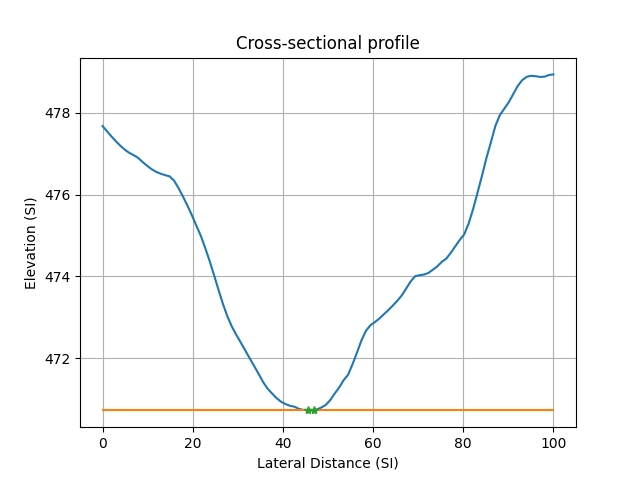 Cross-sectional profile
478
476
474
472
Elevation (SI)
0 20 40 60 80 100
Lateral Distance (SI)